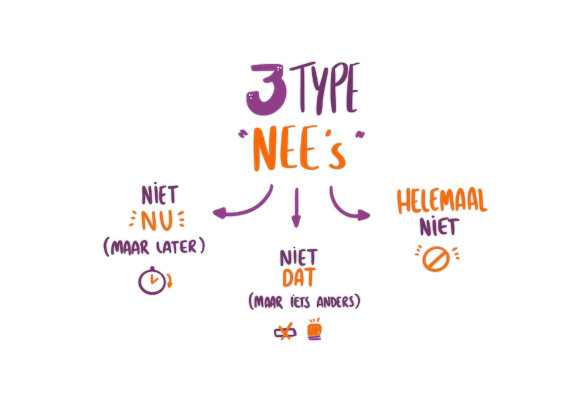 3 TYPE
"NEE's"
NIET
NU
(MAAR LATER)
NIET
DAT
(MAAR IETS ANDERS)
HELEMAAL
NIET